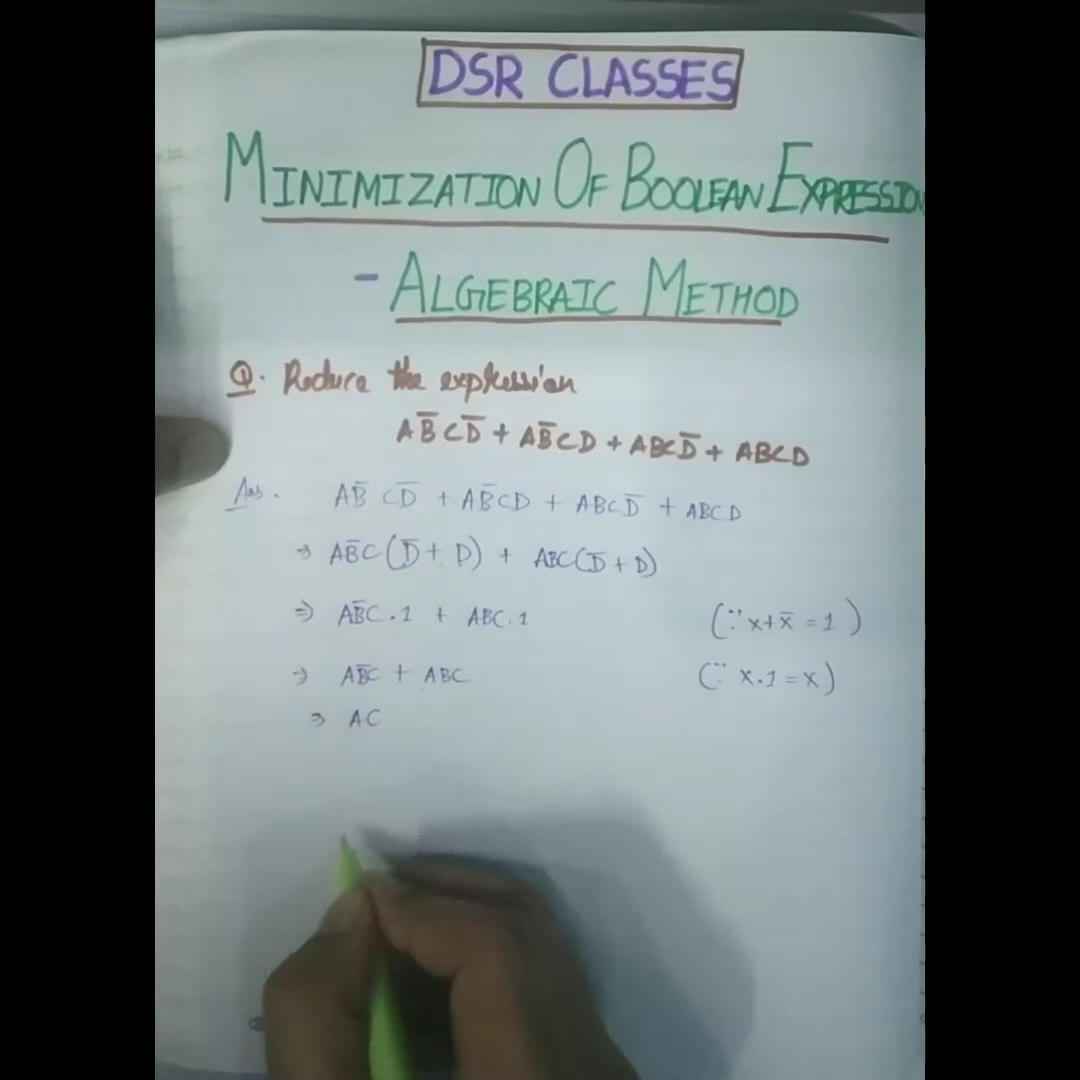 DSR CLASSES
MINIMIZATION OF BOOLEAN EXPRESSION
- ALGEBRAIC METHOD
Q. Reduce the expression
AB̅CD̅ + AB̅CD + ABCD̅ + ABCD
Ans. AB̅CD̅ + AB̅CD + ABCD̅ + ABCD
⇒ AB̅C(D̅ + D) + ABC(D̅ + D)
⇒ AB̅C.1 + ABC.1 (∵ x+x̅ = 1)
⇒ AB̅C + ABC (∵ x.1 = x)
⇒ AC